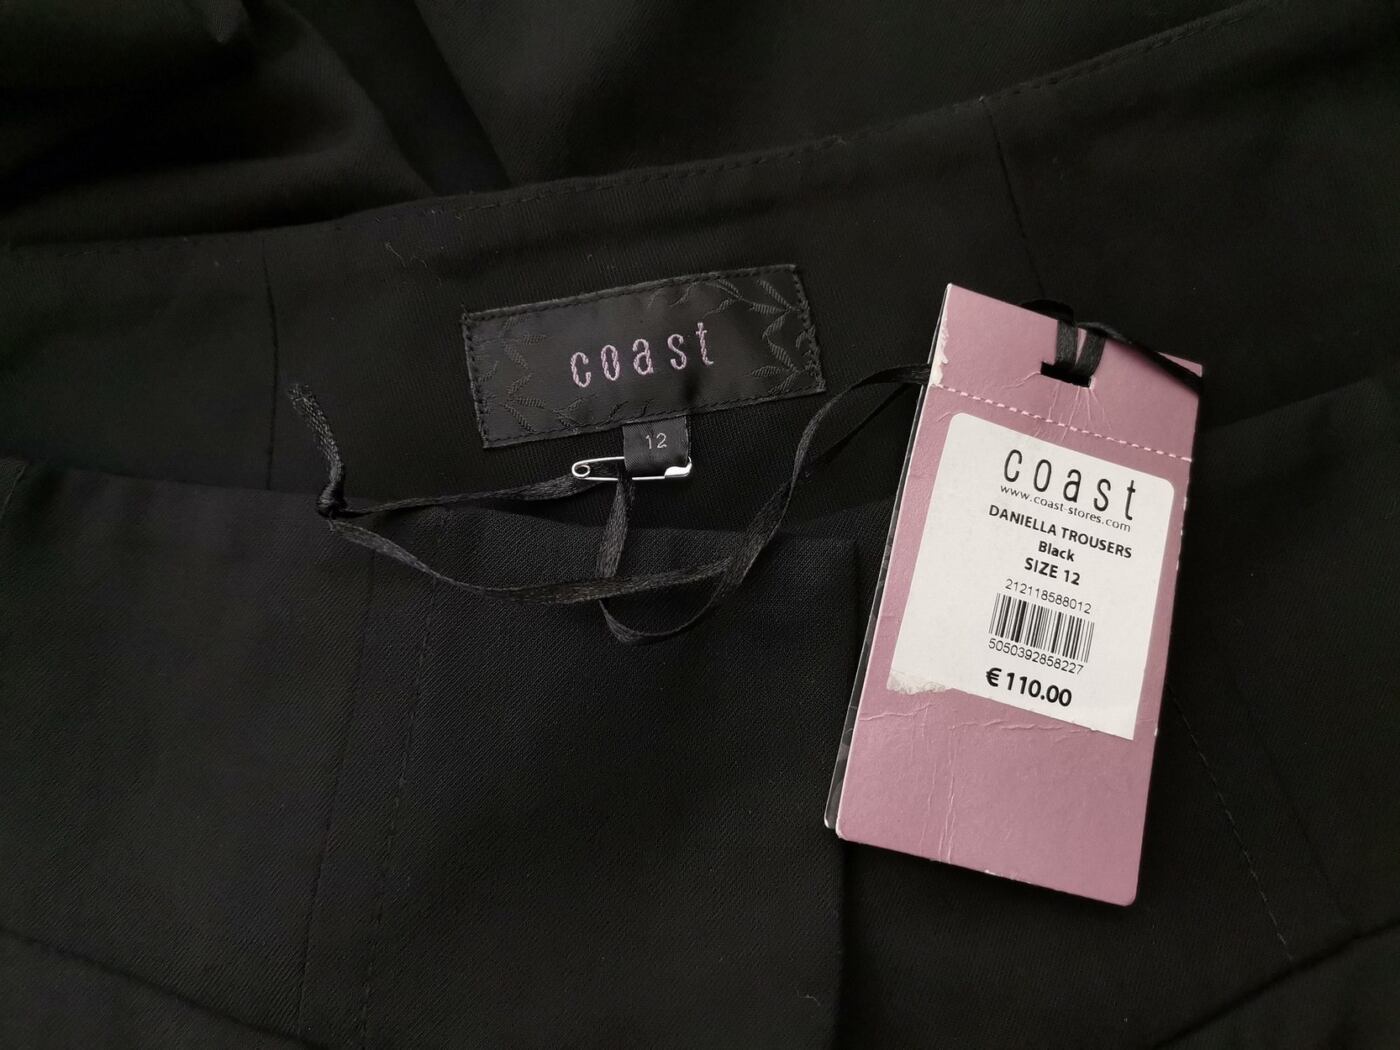 coast
12
coast
www.coast-stores.com
DANIELLA TROUSERS
Black
SIZE 12
212118588012
5050392858227
€110.00